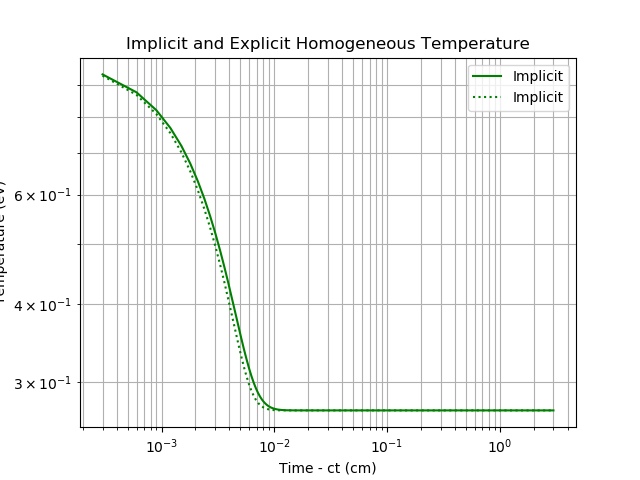 Implicit and Explicit Homogeneous Temperature
Implicit
Implicit
6 × 10⁻¹
4 × 10⁻¹
3 × 10⁻¹
Temperature (eV)
10⁻³
10⁻²
10⁻¹
10⁰
Time - ct (cm)